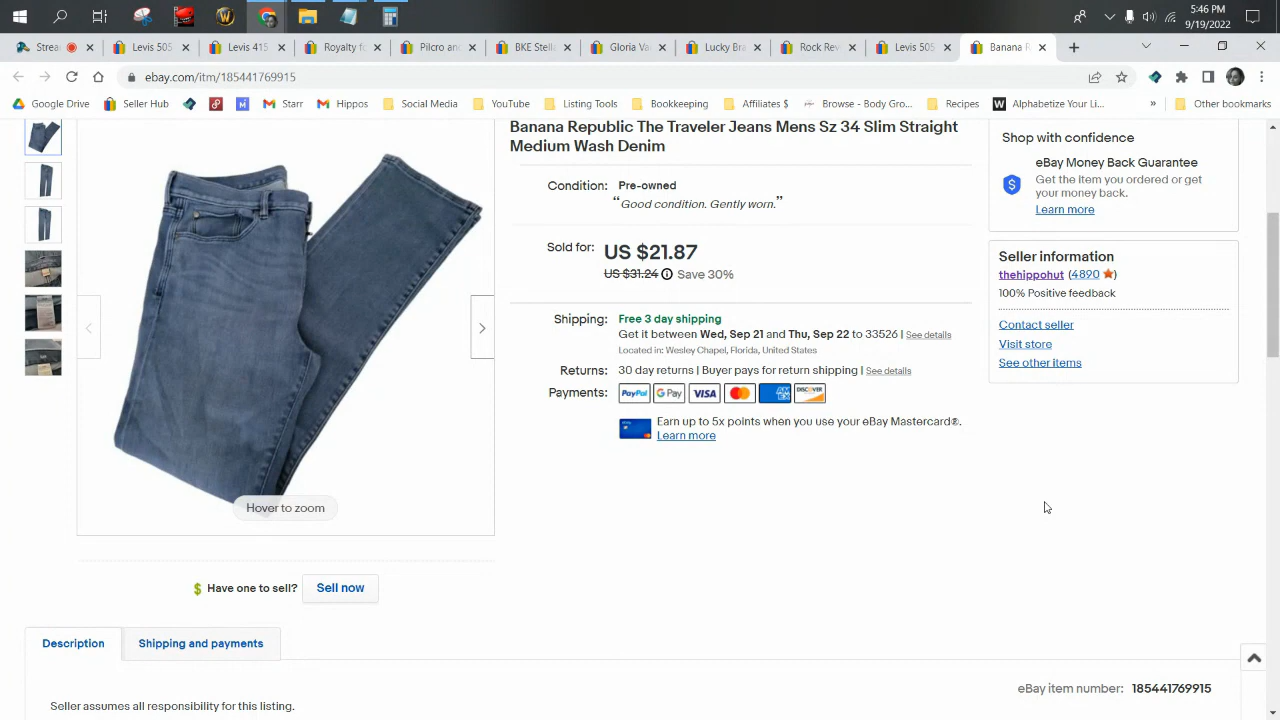 5:46 PM
9/19/2022
Levis 505
Levis 415
Royalty fo
Pilcro and
BKE Stella
Gloria Va
Lucky Bra
Rock Rev
Levis 505
Banana R
ebay.com/itm/185441769915
Google Drive
Seller Hub
Starr
Hippos
Social Media
YouTube
Listing Tools
Bookkeeping
Affiliates $
Browse - Body Gro...
Recipes
Alphabetize Your Li...
»
Other bookmarks
Banana Republic The Traveler Jeans Mens Sz 34 Slim Straight
Medium Wash Denim
Condition: Pre-owned
“Good condition. Gently worn.”
Sold for: US $21.87
US $31.24 Save 30%
Shipping: Free 3 day shipping
Get it between Wed, Sep 21 and Thu, Sep 22 to 33526 | See details
Located in: Wesley Chapel, Florida, United States
Returns: 30 day returns | Buyer pays for return shipping | See details
Payments: PayPal G Pay VISA AM EX DISCOVER
Earn up to 5x points when you use your eBay Mastercard®.
Learn more
Shop with confidence
eBay Money Back Guarantee
Get the item you ordered or get
your money back.
Learn more
Seller information
thehippohut (4890)
100% Positive feedback
Contact seller
Visit store
See other items
Hover to zoom
Have one to sell? Sell now
Description
Shipping and payments
eBay item number: 185441769915
Seller assumes all responsibility for this listing.